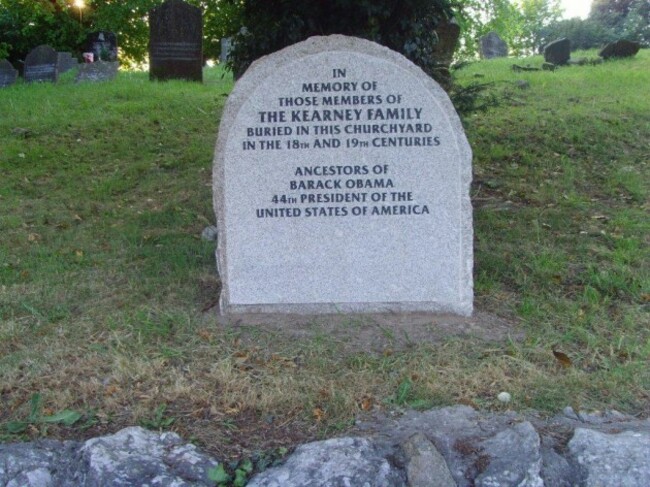 IN
MEMORY OF
THOSE MEMBERS OF
THE KEARNEY FAMILY
BURIED IN THIS CHURCHYARD
IN THE 18TH AND 19TH CENTURIES
ANCESTORS OF
BARACK OBAMA
44TH PRESIDENT OF THE
UNITED STATES OF AMERICA